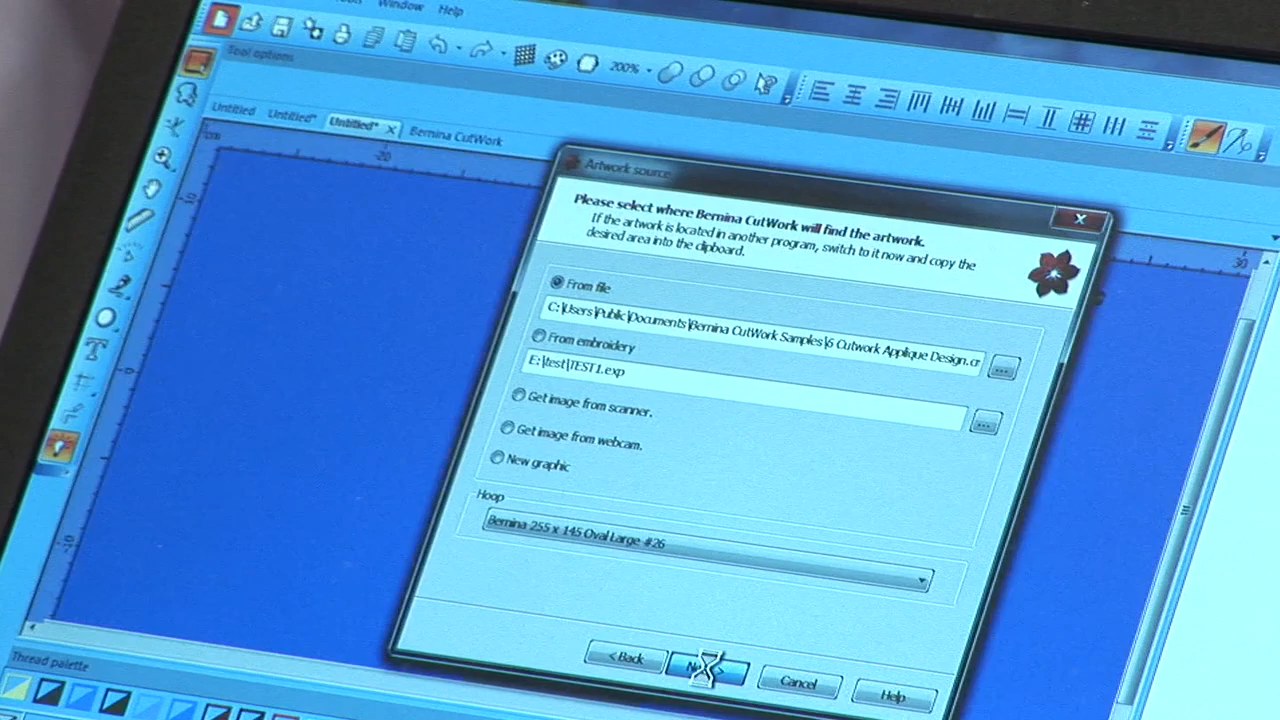 Tools Window Help
200%
Tool options
Untitled Untitled* Untitled* Bernina CutWork
cm
-20
30
Artwork source
Please select where Bernina CutWork will find the artwork.
If the artwork is located in another program, switch to it now and copy the
desired area into the clipboard.
From file
C:\Users\Public\Documents\Bernina CutWork Samples\6 Cutwork Applique Design.cr
From embroidery
E:\test\TEST1.exp
Get image from scanner.
Get image from webcam.
New graphic
Hoop
Bernina 255 x 145 Oval Large #26
< Back
Cancel
Help
Thread palette